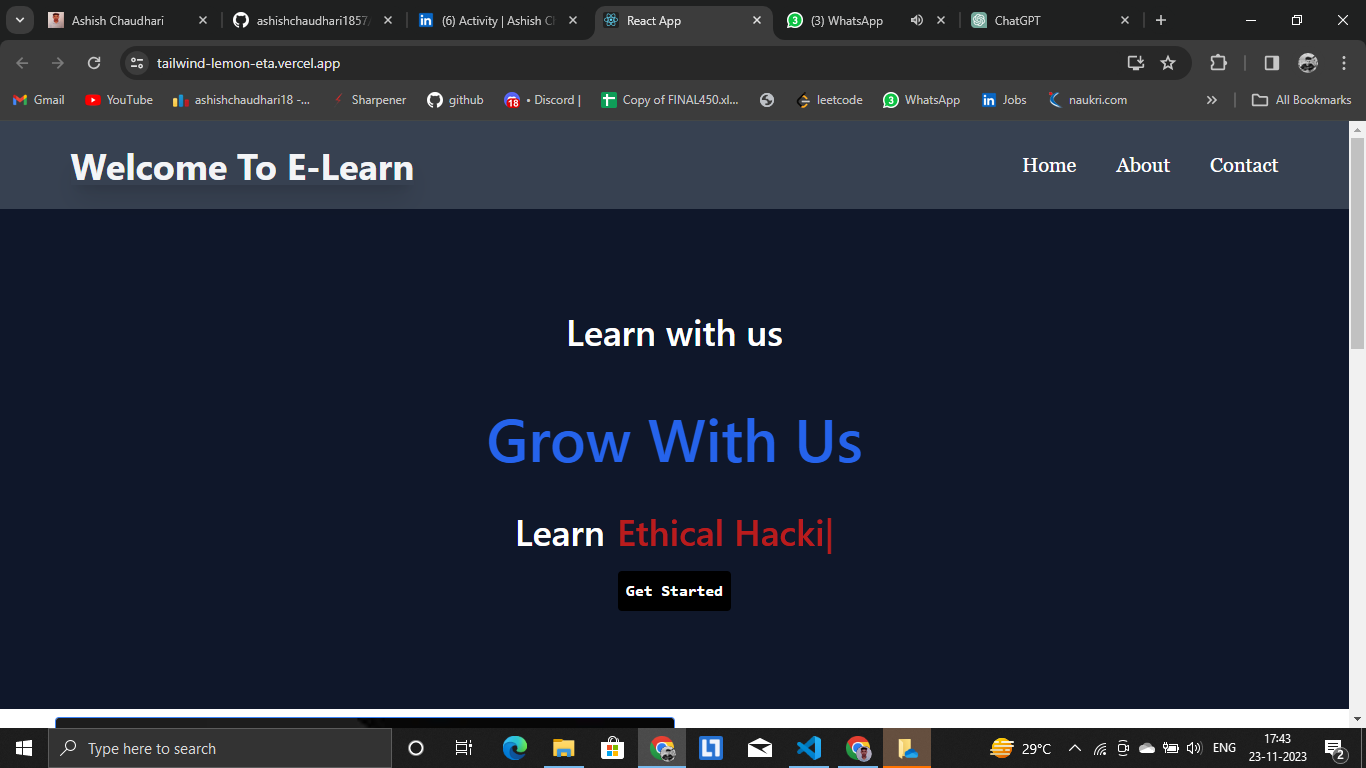 Ashish Chaudhari
ashishchaudhari1857/
(6) Activity | Ashish Ch
React App
(3) WhatsApp
ChatGPT
tailwind-lemon-eta.vercel.app
Gmail
YouTube
ashishchaudhari18 -...
Sharpener
github
18
• Discord |
Copy of FINAL450.xl...
leetcode
3
WhatsApp
Jobs
naukri.com
»
All Bookmarks
Welcome To E-Learn
Home
About
Contact
Learn with us
Grow With Us
Learn Ethical Hacki|
Get Started
Type here to search
29°C
ENG
17:43
23-11-2023
2